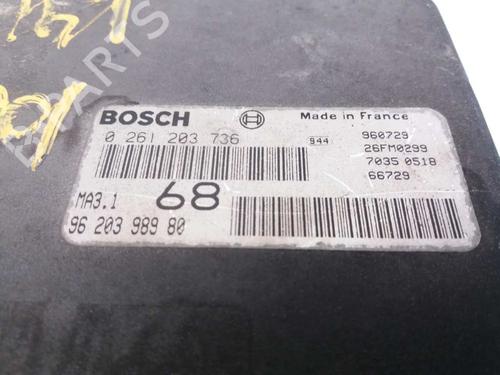 BOSCH
Made in France
0 261 203 736
944
960729
26FM0299
7035 0518
66729
MA3.1
68
96 203 989 80
PARTS